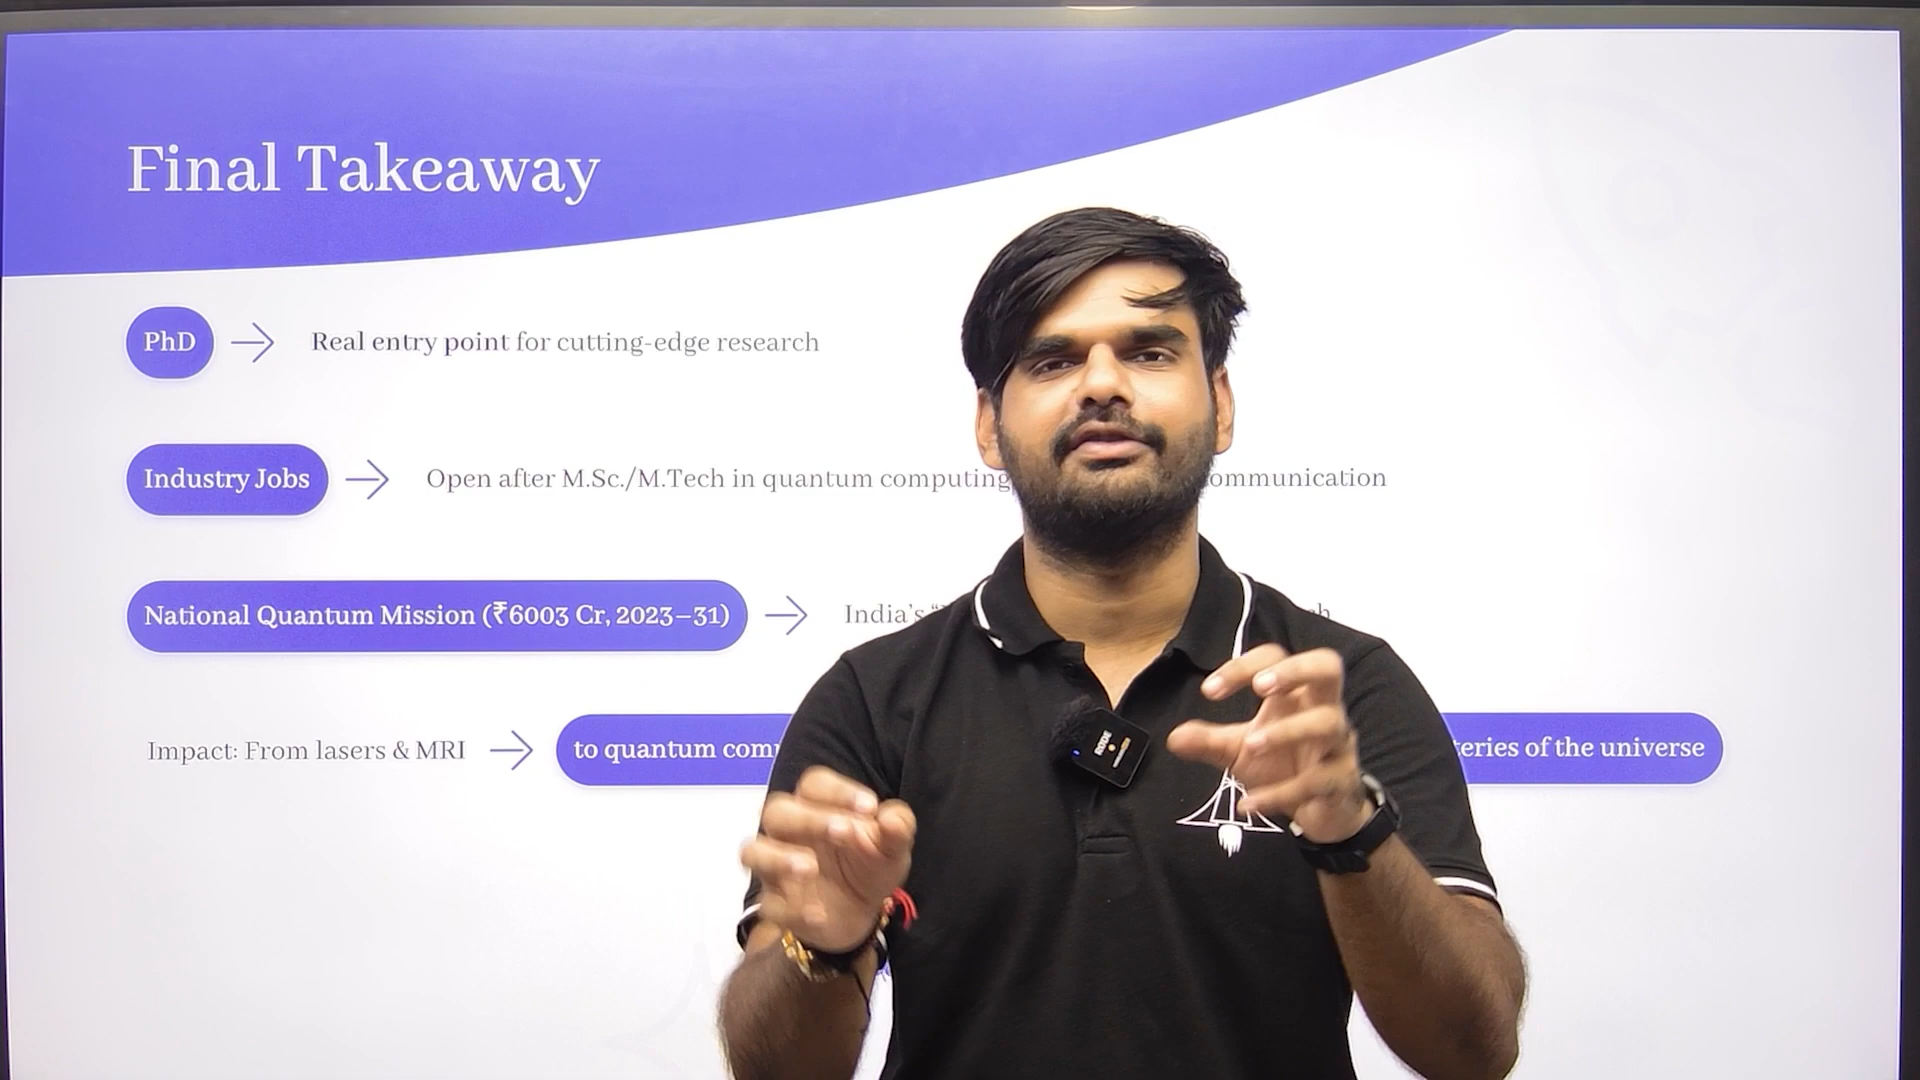 Final Takeaway
PhD → Real entry point for cutting-edge research
Industry Jobs → Open after M.Sc./M.Tech in quantum computing ommunication
National Quantum Mission (₹6003 Cr, 2023–31) → India's
Impact: From lasers & MRI → to quantum com teries of the universe
RODE